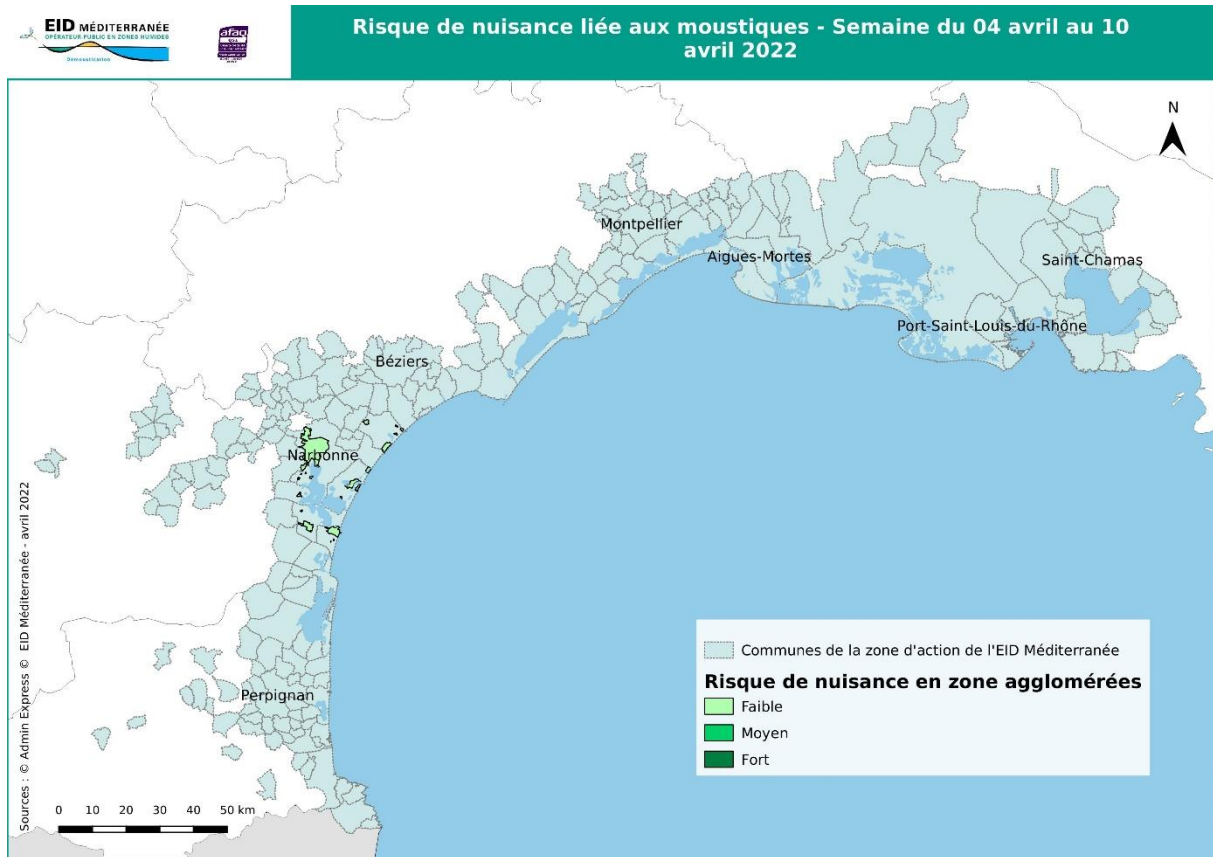 EID MÉDITERRANÉE
OPÉRATEUR PUBLIC EN ZONES HUMIDES
Démoustication
afaq
Risque de nuisance liée aux moustiques - Semaine du 04 avril au 10
avril 2022
N
Montpellier
Aigues-Mortes
Saint-Chamas
Port-Saint-Louis-du-Rhône
Béziers
Narbonne
Perpignan
Communes de la zone d'action de l'EID Méditerranée
Risque de nuisance en zone agglomérées
Faible
Moyen
Fort
0 10 20 30 40 50 km
Sources : © Admin Express © EID Méditerranée - avril 2022